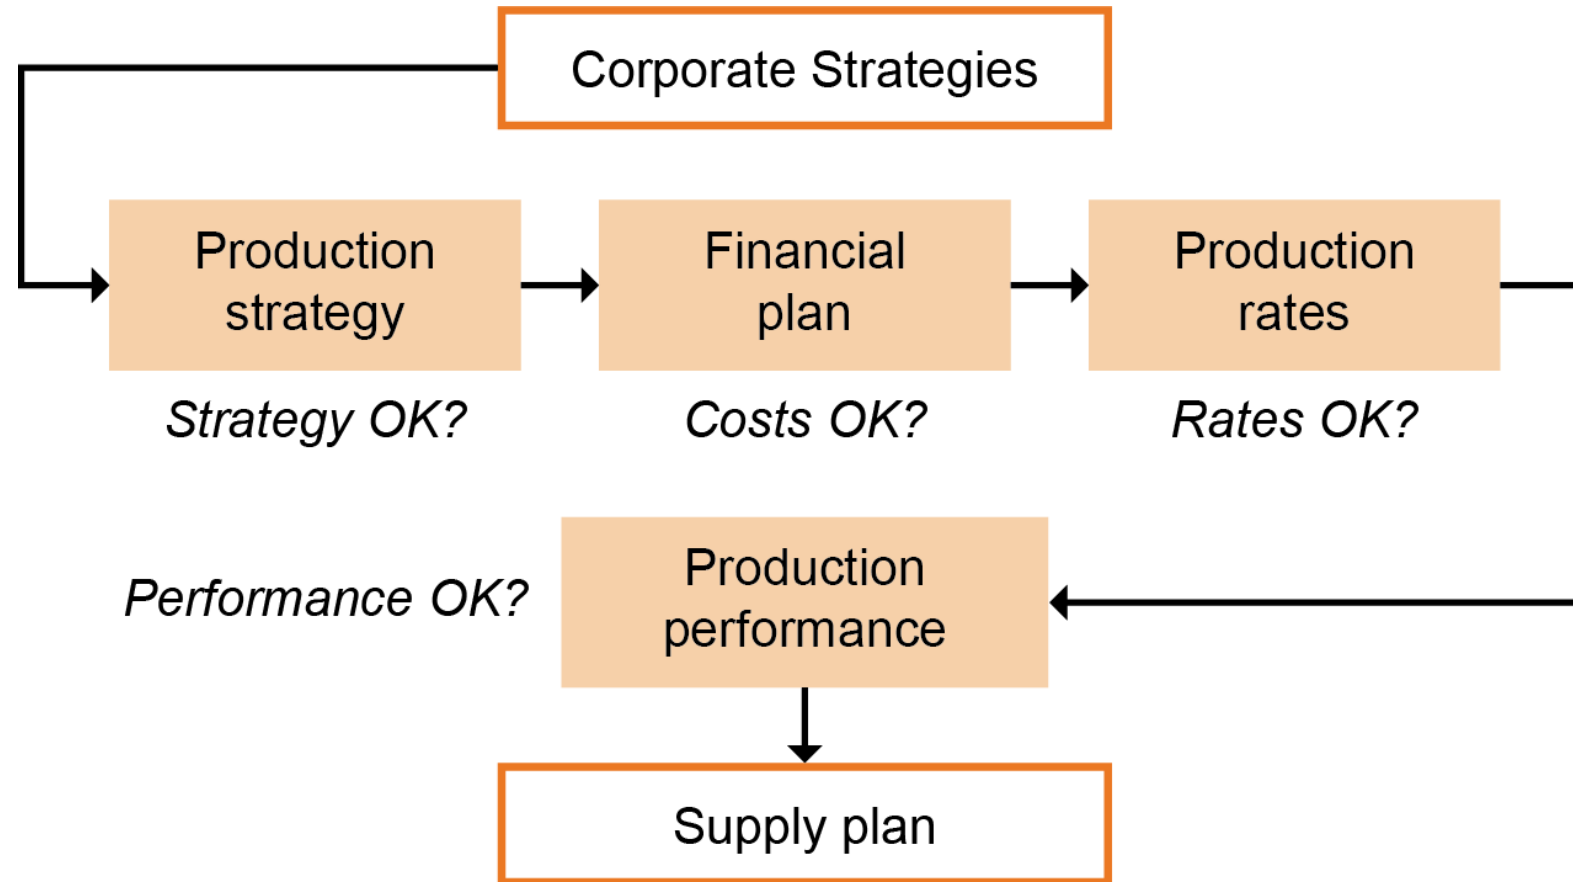 Corporate Strategies
Production
strategy
Financial
plan
Production
rates
Strategy OK?
Costs OK?
Rates OK?
Performance OK?
Production
performance
Supply plan